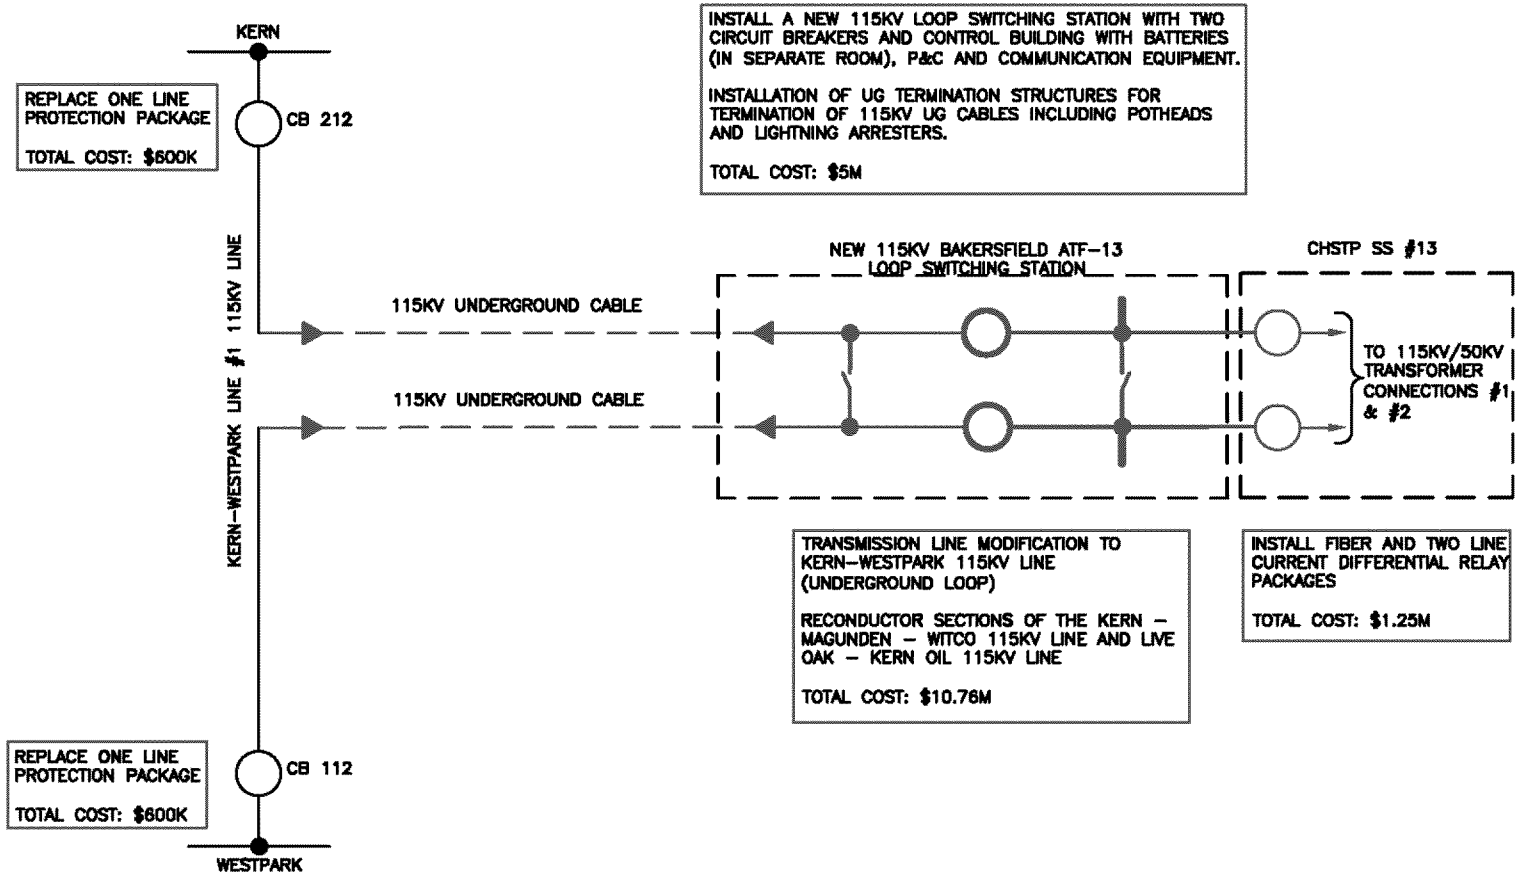 KERN
REPLACE ONE LINE
PROTECTION PACKAGE
TOTAL COST: $600K
CB 212
INSTALL A NEW 115KV LOOP SWITCHING STATION WITH TWO
CIRCUIT BREAKERS AND CONTROL BUILDING WITH BATTERIES
(IN SEPARATE ROOM), P&C AND COMMUNICATION EQUIPMENT.
INSTALLATION OF UG TERMINATION STRUCTURES FOR
TERMINATION OF 115KV UG CABLES INCLUDING POTHEADS
AND LIGHTNING ARRESTERS.
TOTAL COST: $5M
KERN-WESTPARK LINE #1 115KV LINE
115KV UNDERGROUND CABLE
115KV UNDERGROUND CABLE
NEW 115KV BAKERSFIELD ATF-13
LOOP SWITCHING STATION
CHSTP SS #13
TO 115KV/50KV
TRANSFORMER
CONNECTIONS #1
& #2
TRANSMISSION LINE MODIFICATION TO
KERN-WESTPARK 115KV LINE
(UNDERGROUND LOOP)
RECONDUCTOR SECTIONS OF THE KERN -
MAGUNDEN - WITCO 115KV LINE AND LIVE
OAK - KERN OIL 115KV LINE
TOTAL COST: $10.76M
INSTALL FIBER AND TWO LINE
CURRENT DIFFERENTIAL RELAY
PACKAGES
TOTAL COST: $1.25M
REPLACE ONE LINE
PROTECTION PACKAGE
TOTAL COST: $600K
CB 112
WESTPARK